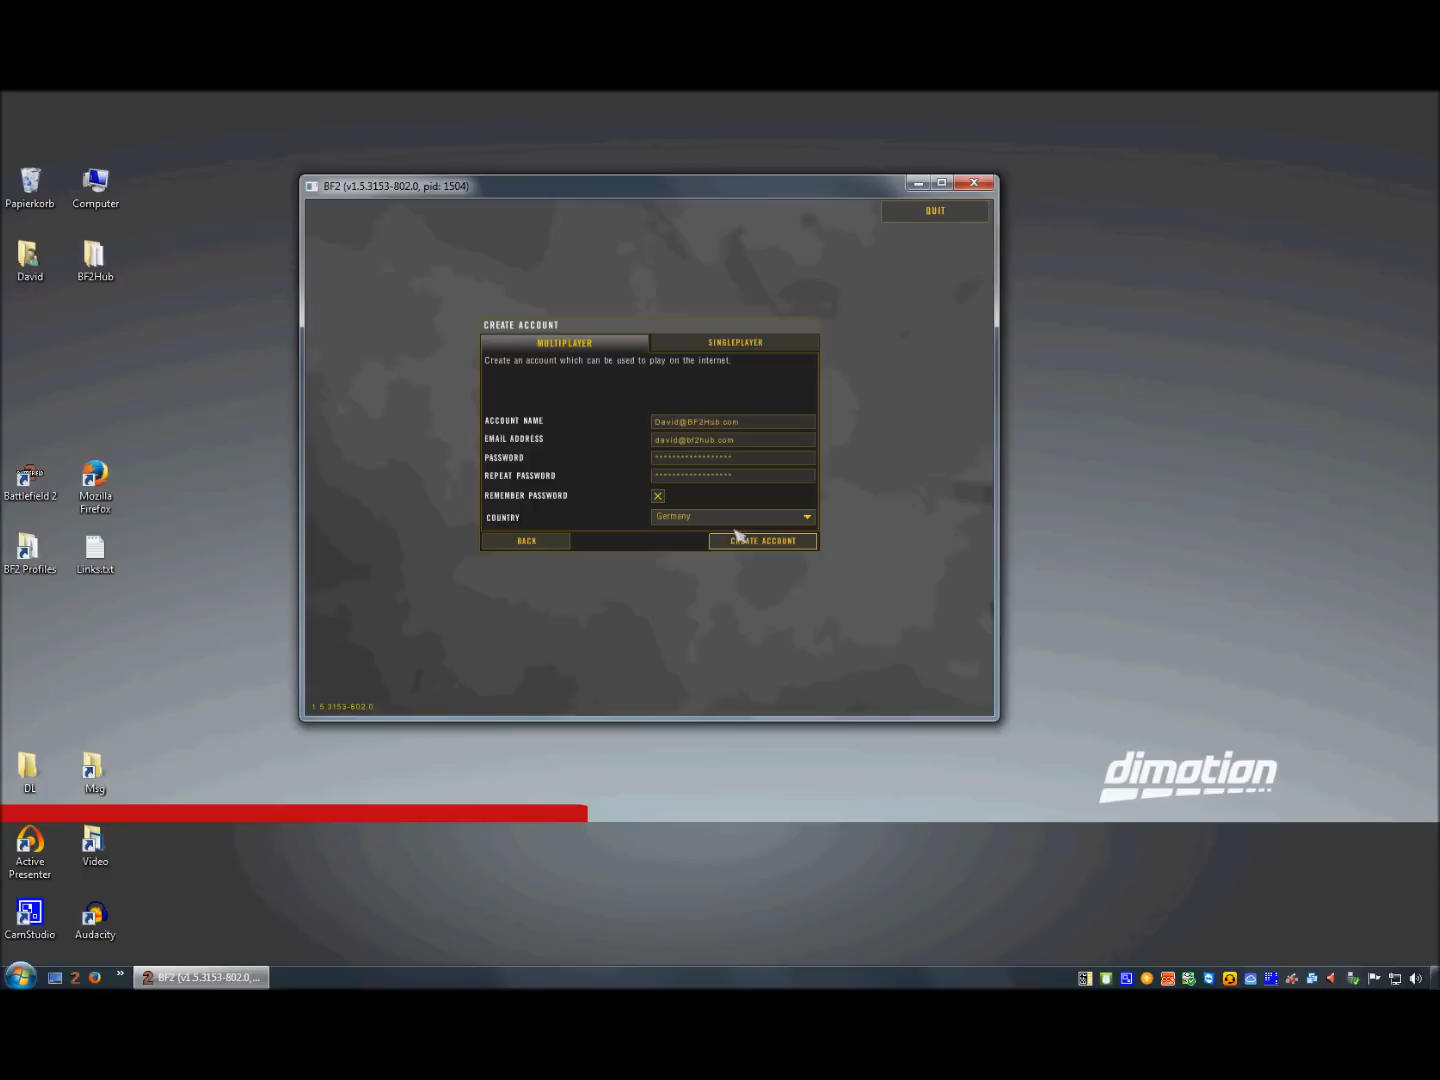 Papierkorb
Computer
David
BF2Hub
Battlefield 2
Mozilla
Firefox
BF2 Profiles
Links.txt
DL
Msg
Active
Presenter
Video
CamStudio
Audacity
BF2 (v1.5.3153-802.0, pid: 1504)
QUIT
CREATE ACCOUNT
MULTIPLAYER
SINGLEPLAYER
Create an account which can be used to play on the internet.
ACCOUNT NAME
David@BF2Hub.com
EMAIL ADDRESS
david@bf2hub.com
PASSWORD
******************
REPEAT PASSWORD
******************
REMEMBER PASSWORD
COUNTRY
Germany
BACK
CREATE ACCOUNT
1.5.3153-802.0
dimotion
BF2 (v1.5.3153-802.0,...